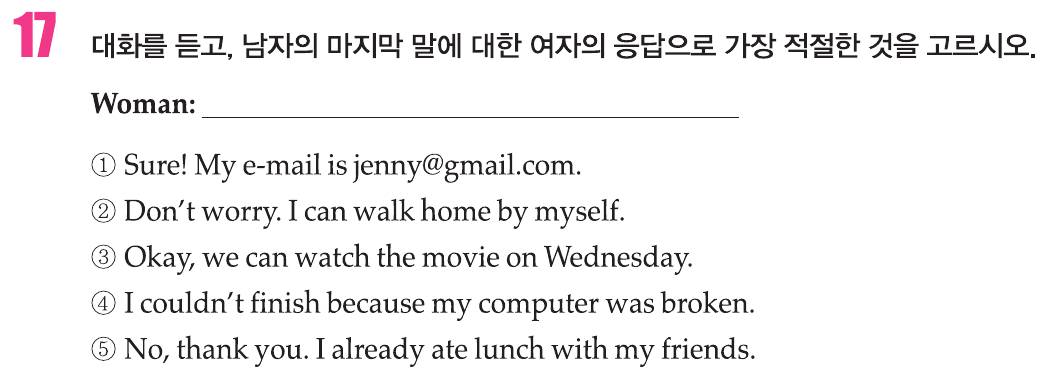 17 대화를 듣고, 남자의 마지막 말에 대한 여자의 응답으로 가장 적절한 것을 고르시오.
Woman: ________________________________
① Sure! My e-mail is jenny@gmail.com.
② Don't worry. I can walk home by myself.
③ Okay, we can watch the movie on Wednesday.
④ I couldn't finish because my computer was broken.
⑤ No, thank you. I already ate lunch with my friends.